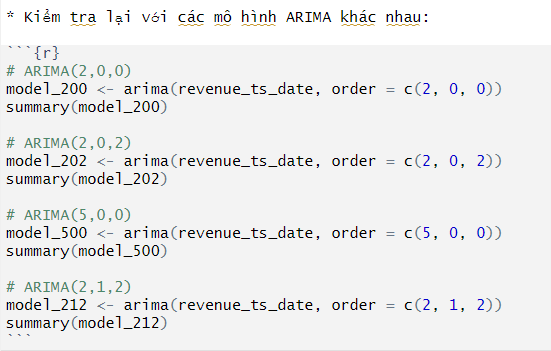 * Kiểm tra lại với các mô hình ARIMA khác nhau:
```{r}
# ARIMA(2,0,0)
model_200 <- arima(revenue_ts_date, order = c(2, 0, 0))
summary(model_200)
# ARIMA(2,0,2)
model_202 <- arima(revenue_ts_date, order = c(2, 0, 2))
summary(model_202)
# ARIMA(5,0,0)
model_500 <- arima(revenue_ts_date, order = c(5, 0, 0))
summary(model_500)
# ARIMA(2,1,2)
model_212 <- arima(revenue_ts_date, order = c(2, 1, 2))
summary(model_212)
```